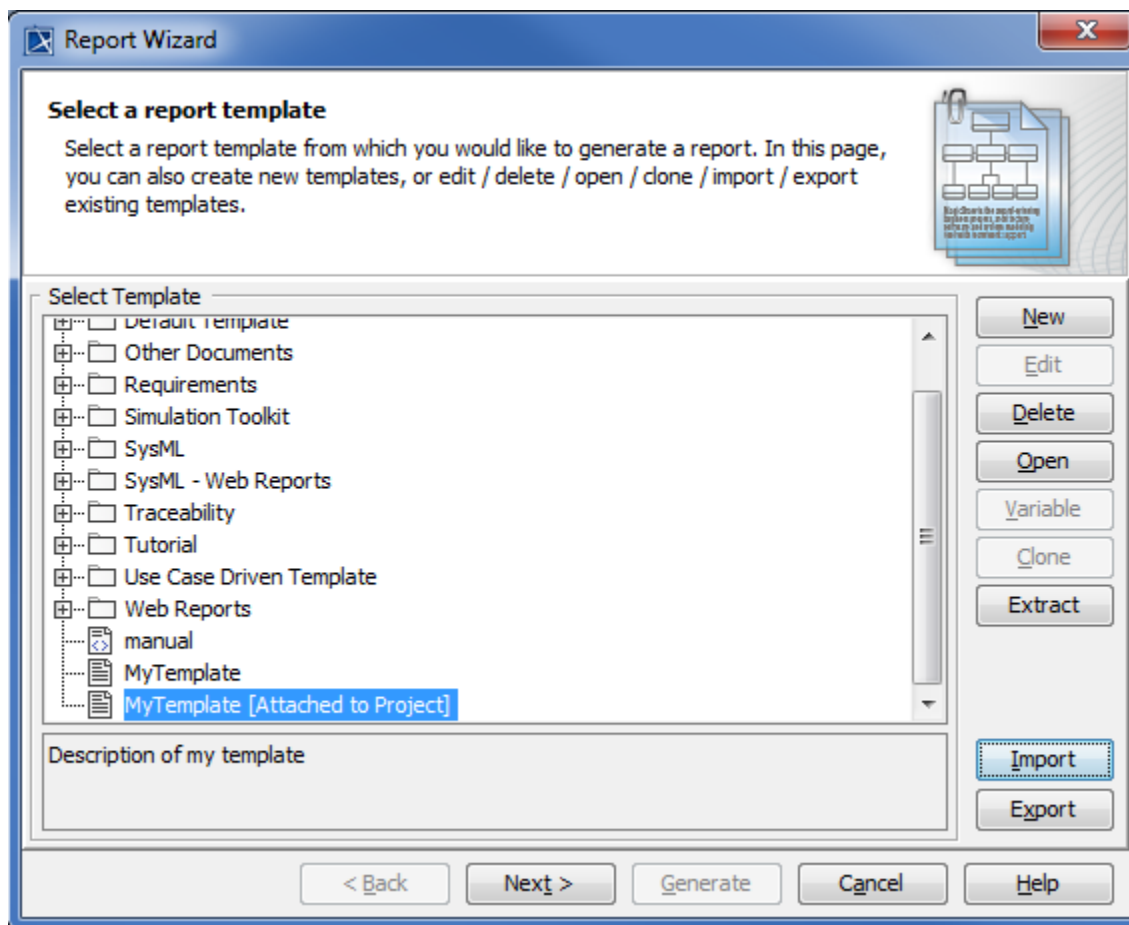 Report Wizard
Select a report template
Select a report template from which you would like to generate a report. In this page,
you can also create new templates, or edit / delete / open / clone / import / export
existing templates.
Select Template
Default Template
Other Documents
Requirements
Simulation Toolkit
SysML
SysML - Web Reports
Traceability
Tutorial
Use Case Driven Template
Web Reports
manual
MyTemplate
MyTemplate [Attached to Project]
Description of my template
New
Edit
Delete
Open
Variable
Clone
Extract
Import
Export
< Back
Next >
Generate
Cancel
Help